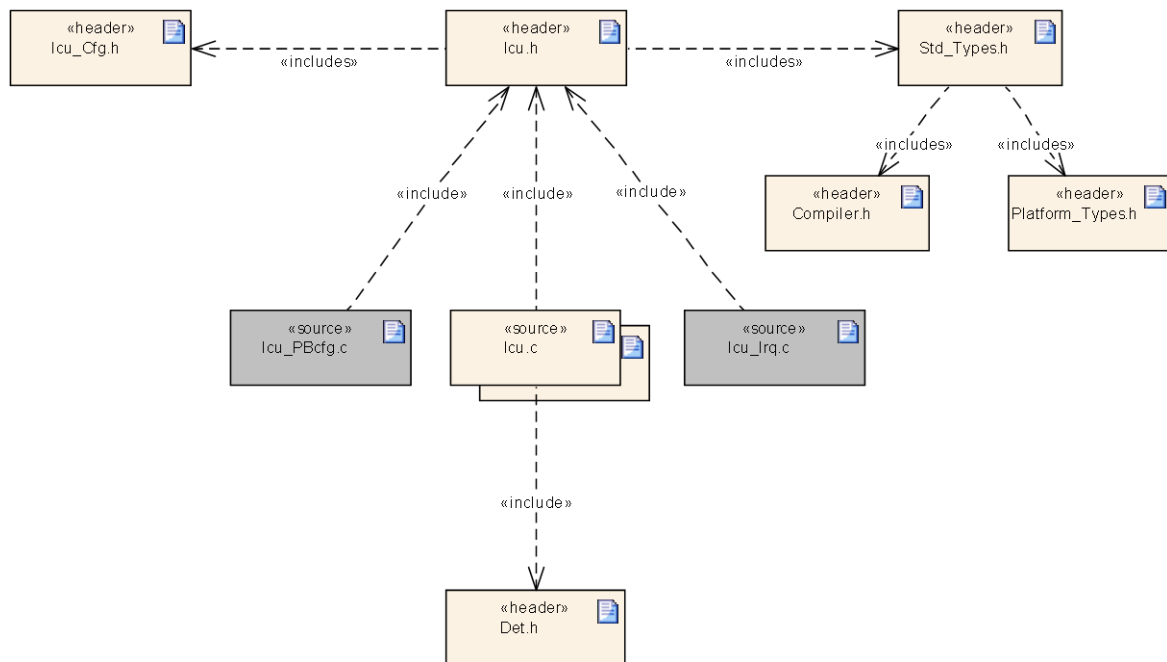 «header»
Icu_Cfg.h
«header»
Icu.h
«header»
Std_Types.h
«includes»
«includes»
«includes»
«includes»
«header»
Compiler.h
«header»
Platform_Types.h
«include»
«include»
«include»
«source»
Icu_PBcfg.c
«source»
Icu.c
«source»
Icu_Irq.c
«include»
«header»
Det.h